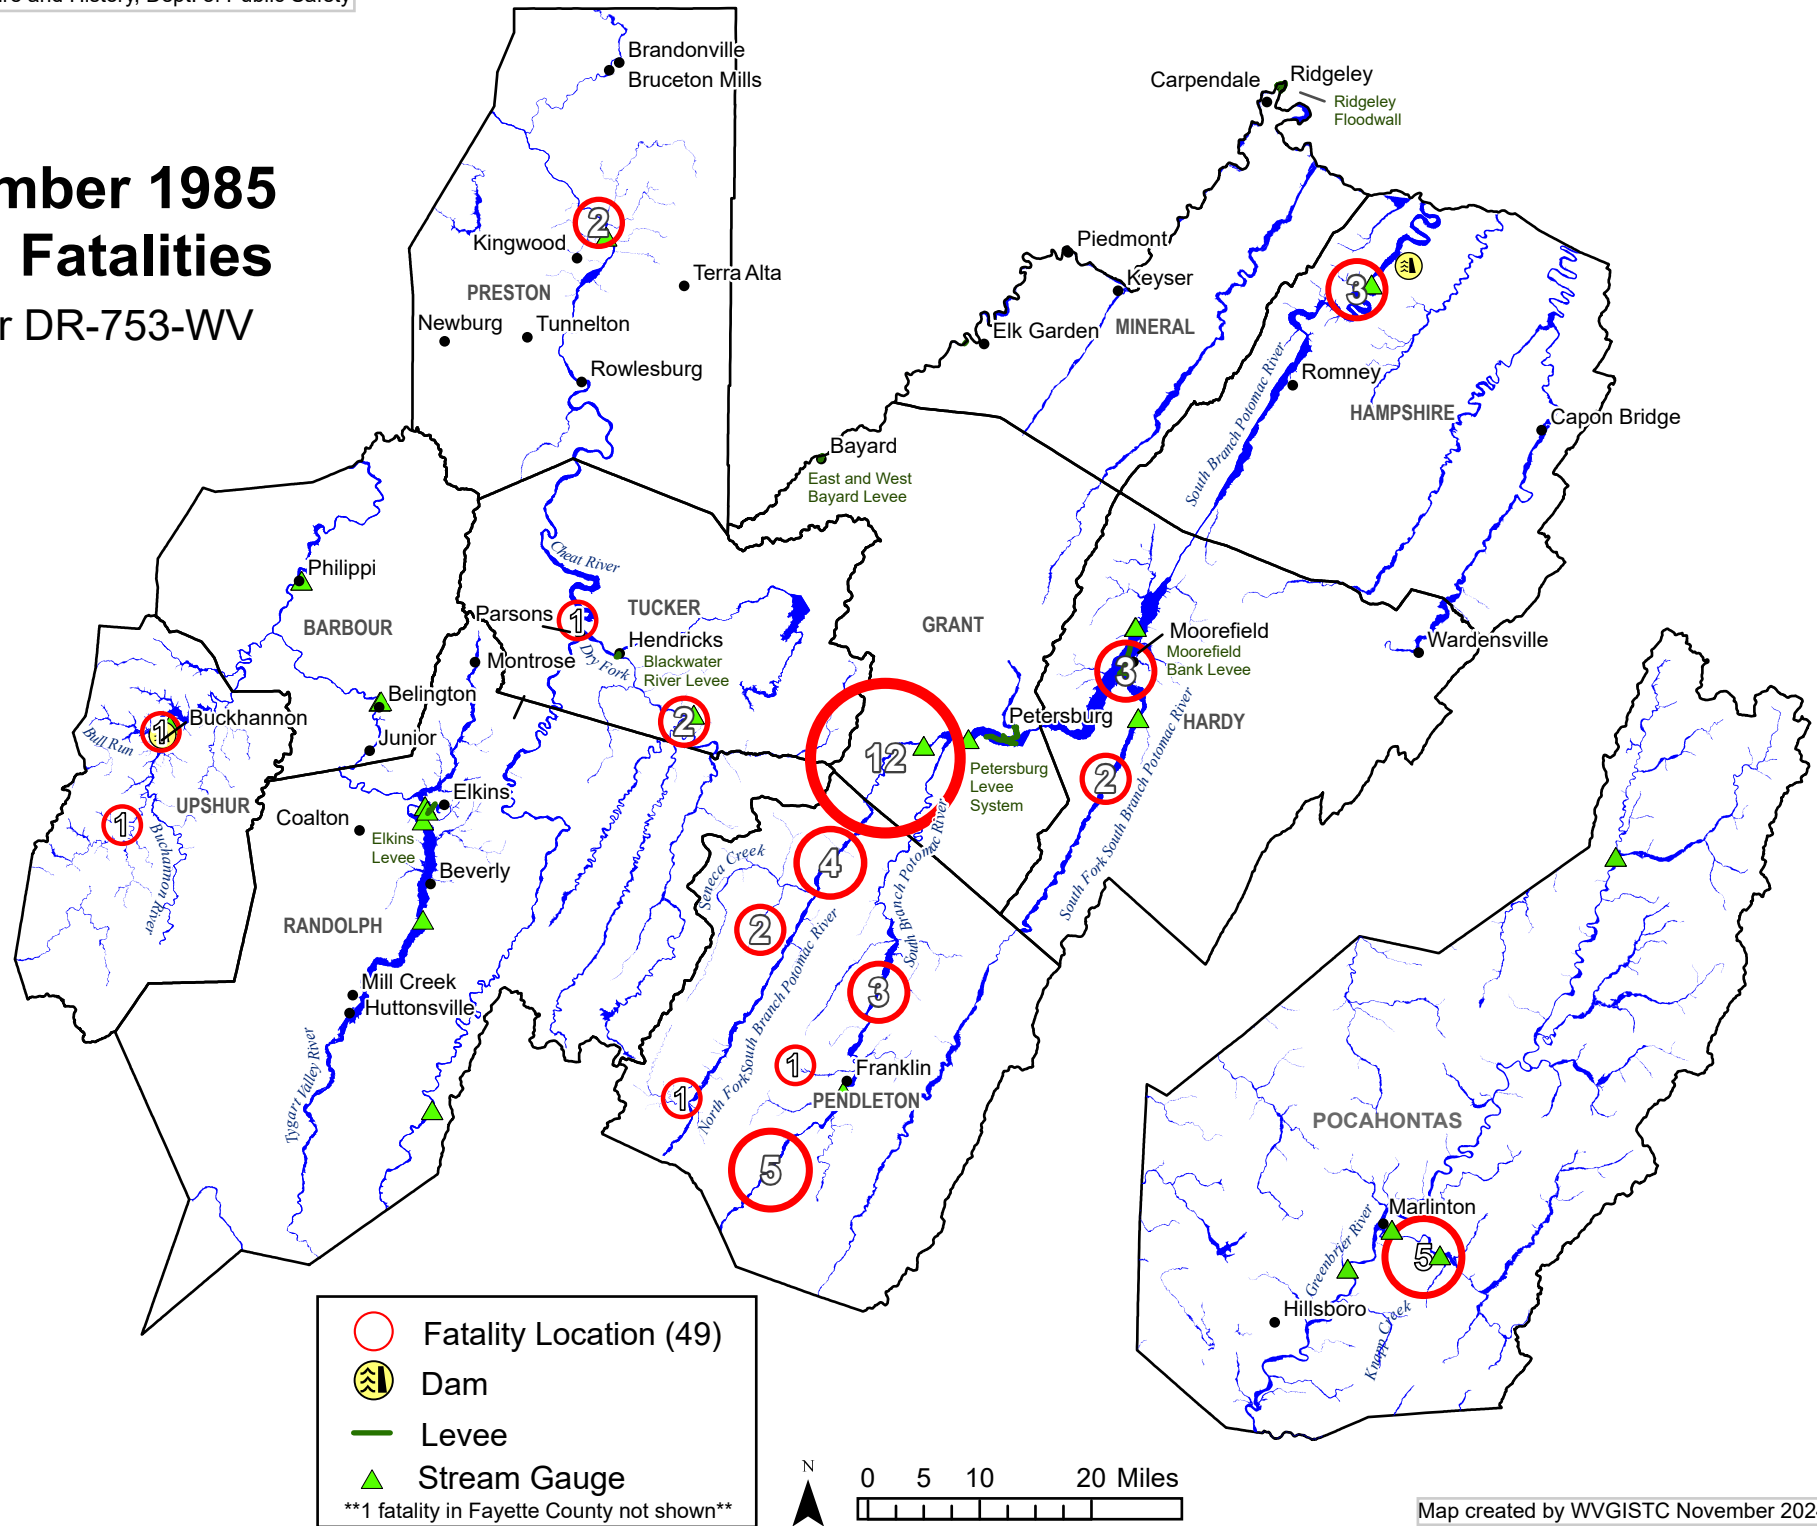 Dept. of Public Safety
1985
Fatalities
DR-753-WV
Brandonville
Bruceton Mills
2
Kingwood
Terra Alta
PRESTON
Newburg
Tunnelton
Rowlesburg
Carpendale
Ridgeley
Ridgeley
Floodwall
Piedmont
Keyser
Elk Garden
MINERAL
3
South Branch Potomac River
Romney
HAMPSHIRE
Capon Bridge
Bayard
East and West
Bayard Levee
Philippi
BARBOUR
Cheat River
Parsons
1
TUCKER
Hendricks
Blackwater
River Levee
Dry Fork
Montrose
2
GRANT
Moorefield
Moorefield
Bank Levee
3
Wardensville
Belington
Buckhannon
1
Bull Run
Junior
12
Petersburg
Petersburg
Levee
System
HARDY
2
South Fork South Branch Potomac River
UPSHUR
1
Buchannon River
Coalton
Elkins
Elkins
Levee
Beverly
RANDOLPH
Mill Creek
Huttonsville
Tygart Valley River
Seneca Creek
4
2
South Branch Potomac River
3
North Fork South Branch Potomac River
1
Franklin
PENDLETON
1
5
POCAHONTAS
Marlinton
5
Greenbrier River
Hillsboro
Knapp Creek
Fatality Location (49)
Dam
Levee
Stream Gauge
**1 fatality in Fayette County not shown**
N
0 5 10 20 Miles
Map created by WVGISTC November